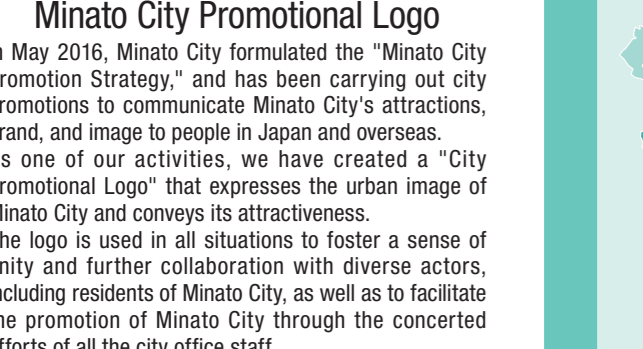 Minato City Promotional Logo
n May 2016, Minato City formulated the "Minato City
romotion Strategy," and has been carrying out city
romotions to communicate Minato City's attractions,
rand, and image to people in Japan and overseas.
s one of our activities, we have created a "City
romotional Logo" that expresses the urban image of
Minato City and conveys its attractiveness.
he logo is used in all situations to foster a sense of
nity and further collaboration with diverse actors,
ncluding residents of Minato City, as well as to facilitate
he promotion of Minato City through the concerted
fforts of all the city office staff.